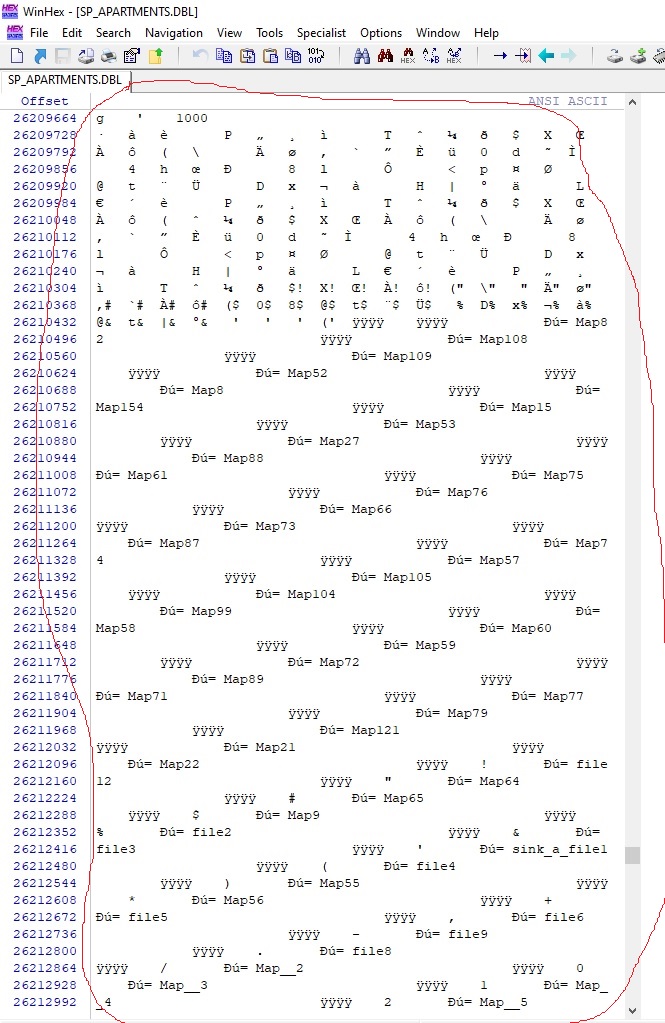 WinHex - [SP_APARTMENTS.DBL]
File Edit Search Navigation View Tools Specialist Options Window Help
SP_APARTMENTS.DBL
Offset ANSI ASCII
26209664 g ' 1000
26209728 · à è P „ ¸ ì T ˆ ¼ ð $ X Œ
26209792 À ô ( \ Ä ø , ` ” È ü 0 d ˜ Ì
26209856 4 h œ Ð 8 l Ô < p ¤ Ø
26209920 @ t ¨ Ü D x ¬ à H | ° ä L
26209984 € ´ è P „ ¸ ì T ˆ ¼ ð $ X Œ
26210048 À ô ( ˆ ¼ ð $ X Œ À ô ( \ Ä ø
26210112 , ` ” È ü 0 d ˜ Ì 4 h œ Ð 8
26210176 l Ô < p ¤ Ø @ t ¨ Ü D x
26210240 ¬ à H | ° ä L € ´ è P „ ¸
26210304 ì T ˆ ¼ ð $! X! Œ! À! ô! (" \" " Ä" ø"
26210368 ,# `# À# ô# ($ 0$ 8$ @$ t$ ¨$ Ü$ % D% x% ¬% à%
26210432 @& t& |& °& ' ' ' (' ÿÿÿÿ ÿÿÿÿ Ðú= Map8
26210496 2 ÿÿÿÿ Ðú= Map108
26210560 ÿÿÿÿ Ðú= Map109
26210624 ÿÿÿÿ Ðú= Map52 ÿÿÿÿ
26210688 Ðú= Map8 ÿÿÿÿ Ðú=
26210752 Map154 ÿÿÿÿ Ðú= Map15
26210816 ÿÿÿÿ Ðú= Map53
26210880 ÿÿÿÿ Ðú= Map27 ÿÿÿÿ
26210944 Ðú= Map88 ÿÿÿÿ
26211008 Ðú= Map61 ÿÿÿÿ Ðú= Map75
26211072 ÿÿÿÿ Ðú= Map76
26211136 ÿÿÿÿ Ðú= Map66
26211200 ÿÿÿÿ Ðú= Map73 ÿÿÿÿ
26211264 Ðú= Map87 ÿÿÿÿ Ðú= Map7
26211328 4 ÿÿÿÿ Ðú= Map57
26211392 ÿÿÿÿ Ðú= Map105
26211456 ÿÿÿÿ Ðú= Map104 ÿÿÿÿ
26211520 Ðú= Map99 ÿÿÿÿ Ðú=
26211584 Map58 ÿÿÿÿ Ðú= Map60
26211648 ÿÿÿÿ Ðú= Map59
26211712 ÿÿÿÿ Ðú= Map72 ÿÿÿÿ
26211776 Ðú= Map89 ÿÿÿÿ
26211840 Ðú= Map71 ÿÿÿÿ Ðú= Map77
26211904 ÿÿÿÿ Ðú= Map79
26211968 ÿÿÿÿ Ðú= Map121
26212032 ÿÿÿÿ Ðú= Map21 ÿÿÿÿ
26212096 Ðú= Map22 ÿÿÿÿ ! Ðú= file
26212160 12 ÿÿÿÿ " Ðú= Map64
26212224 ÿÿÿÿ # Ðú= Map65
26212288 ÿÿÿÿ $ Ðú= Map9 ÿÿÿÿ
26212352 % Ðú= file2 ÿÿÿÿ & Ðú=
26212416 file3 ÿÿÿÿ ' Ðú= sink_a_file1
26212480 ÿÿÿÿ ( Ðú= file4
26212544 ÿÿÿÿ ) Ðú= Map55 ÿÿÿÿ
26212608 * Ðú= Map56 ÿÿÿÿ +
26212672 Ðú= file5 ÿÿÿÿ , Ðú= file6
26212736 ÿÿÿÿ - Ðú= file9
26212800 ÿÿÿÿ . Ðú= file8
26212864 ÿÿÿÿ / Ðú= Map__2 ÿÿÿÿ 0
26212928 Ðú= Map__3 ÿÿÿÿ 1 Ðú= Map_
26212992 _4 ÿÿÿÿ 2 Ðú= Map__5